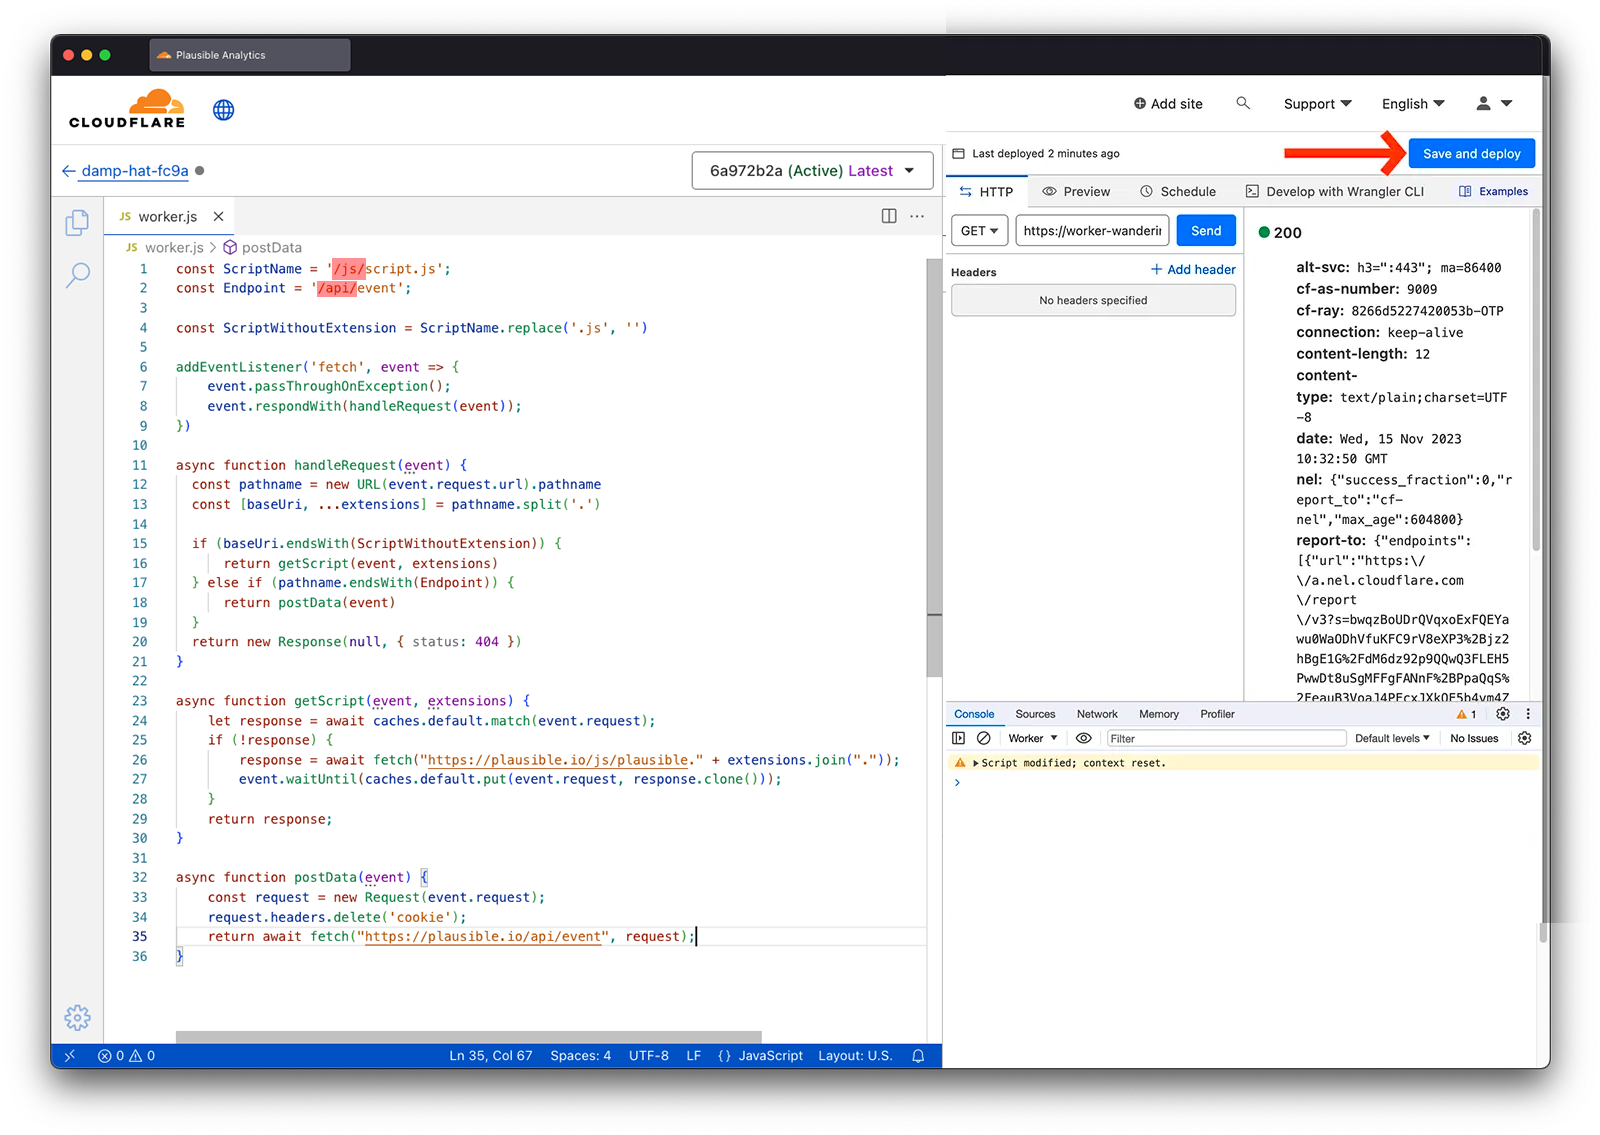 Plausible Analytics
CLOUDFLARE
Add site
Support
English
damp-hat-fc9a
6a972b2a (Active) Latest
Last deployed 2 minutes ago
Save and deploy
JS worker.js
JS worker.js > postData
1 const ScriptName = '/js/script.js';
2 const Endpoint = '/api/event';
3
4 const ScriptWithoutExtension = ScriptName.replace('.js', '')
5
6 addEventListener('fetch', event => {
7 event.passThroughOnException();
8 event.respondWith(handleRequest(event));
9 })
10
11 async function handleRequest(event) {
12 const pathname = new URL(event.request.url).pathname
13 const [baseUri, ...extensions] = pathname.split('.')
14
15 if (baseUri.endsWith(ScriptWithoutExtension)) {
16 return getScript(event, extensions)
17 } else if (pathname.endsWith(Endpoint)) {
18 return postData(event)
19 }
20 return new Response(null, { status: 404 })
21 }
22
23 async function getScript(event, extensions) {
24 let response = await caches.default.match(event.request);
25 if (!response) {
26 response = await fetch("https://plausible.io/js/plausible." + extensions.join("."));
27 event.waitUntil(caches.default.put(event.request, response.clone()));
28 }
29 return response;
30 }
31
32 async function postData(event) {
33 const request = new Request(event.request);
34 request.headers.delete('cookie');
35 return await fetch("https://plausible.io/api/event", request);
36 }
0 0
Ln 35, Col 67 Spaces: 4 UTF-8 LF {} JavaScript Layout: U.S.
HTTP Preview Schedule Develop with Wrangler CLI Examples
GET https://worker-wanderin Send
Headers + Add header
No headers specified
200
alt-svc: h3=":443"; ma=86400
cf-as-number: 9009
cf-ray: 8266d5227420053b-OTP
connection: keep-alive
content-length: 12
content-
type: text/plain;charset=UTF
-8
date: Wed, 15 Nov 2023
10:32:50 GMT
nel: {"success_fraction":0,"r
eport_to":"cf-
nel","max_age":604800}
report-to: {"endpoints":
[{"url":"https:\/
\/a.nel.cloudflare.com
\/report
\/v3?s=bwqzBoUDrQVqxoExFQEYa
wu0WaODhVfuKFC9rV8eXP3%2Bjz2
hBgE1G%2FdM6dz92p9QQwQ3FLEH5
PwwDt8uSgMFFgFANnF%2BPpaQqS%
Console Sources Network Memory Profiler 1
Worker Filter Default levels No Issues
Script modified; context reset.